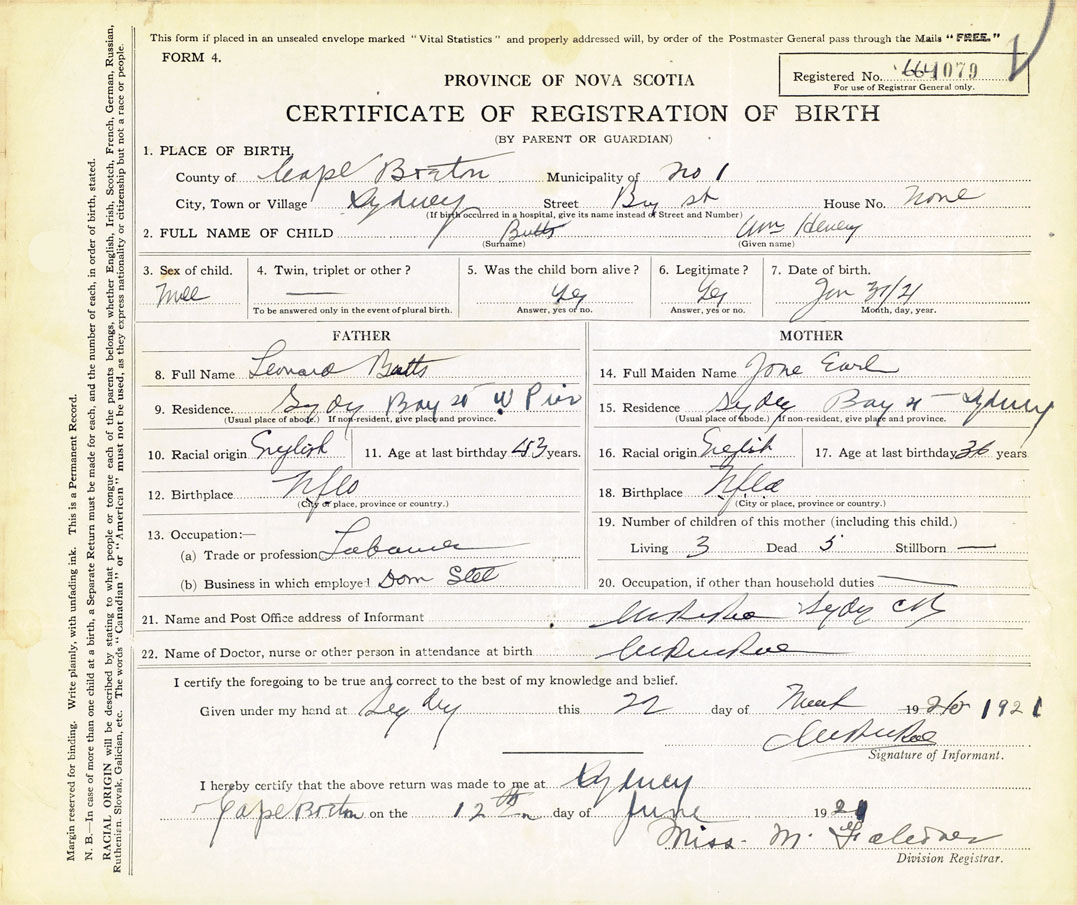 This form if placed in an unsealed envelope marked "Vital Statistics" and properly addressed will, by order of the Postmaster General pass through the Mails "FREE."
FORM 4.
Registered No. 664079
For use of Registrar General only.
PROVINCE OF NOVA SCOTIA
CERTIFICATE OF REGISTRATION OF BIRTH
(BY PARENT OR GUARDIAN)
1. PLACE OF BIRTH,
County of Cape Breton Municipality of No 1
City, Town or Village Sydney Street Bay st House No. None
(If birth occurred in a hospital, give its name instead of Street and Number)
2. FULL NAME OF CHILD Butts Wm Henery
(Surname) (Given name)
3. Sex of child. 4. Twin, triplet or other? 5. Was the child born alive? 6. Legitimate? 7. Date of birth.
— Yes Yes Jan 31/21
To be answered only in the event of plural birth. Answer, yes or no. Answer, yes or no. Month, day, year.
FATHER
8. Full Name Leonard Butts
9. Residence. Sydy Bay st W Pier
(Usual place of abode.) If non-resident, give place and province.
10. Racial origin English 11. Age at last birthday 43 years.
12. Birthplace Nfld
(City or place, province or country.)
13. Occupation:—
(a) Trade or profession
(b) Business in which employed Dom Steel
MOTHER
14. Full Maiden Name Jane Earl
15. Residence Sydey Bay st — Sydney
(Usual place of abode.) If non-resident, give place and province.
16. Racial origin English 17. Age at last birthday 36 years
18. Birthplace Nfld
(City or place, province or country.)
19. Number of children of this mother (including this child.)
Living 3 Dead 5 Stillborn —
20. Occupation, if other than household duties —
21. Name and Post Office address of Informant Sydy CB
22. Name of Doctor, nurse or other person in attendance at birth
I certify the foregoing to be true and correct to the best of my knowledge and belief.
Given under my hand at this 22 day of 19 1921
Signature of Informant.
I hereby certify that the above return was made to me at Sydney
Cape Breton on the 12th day of June 1921
Miss. M.
Division Registrar.
Margin reserved for binding. Write plainly, with unfading ink. This is a Permanent Record.
N. B.—In case of more than one child at a birth, a Separate Return must be made for each, and the number of each, in order of birth, stated.
RACIAL ORIGIN will be described by stating to what people or tongue each of the parents belongs, whether English, Irish, Scotch, French, German, Russian,
Ruthenian, Slovak, Galician, etc. The words "Canadian" or "American" must not be used, as they express nationality or citizenship but not a race or people.